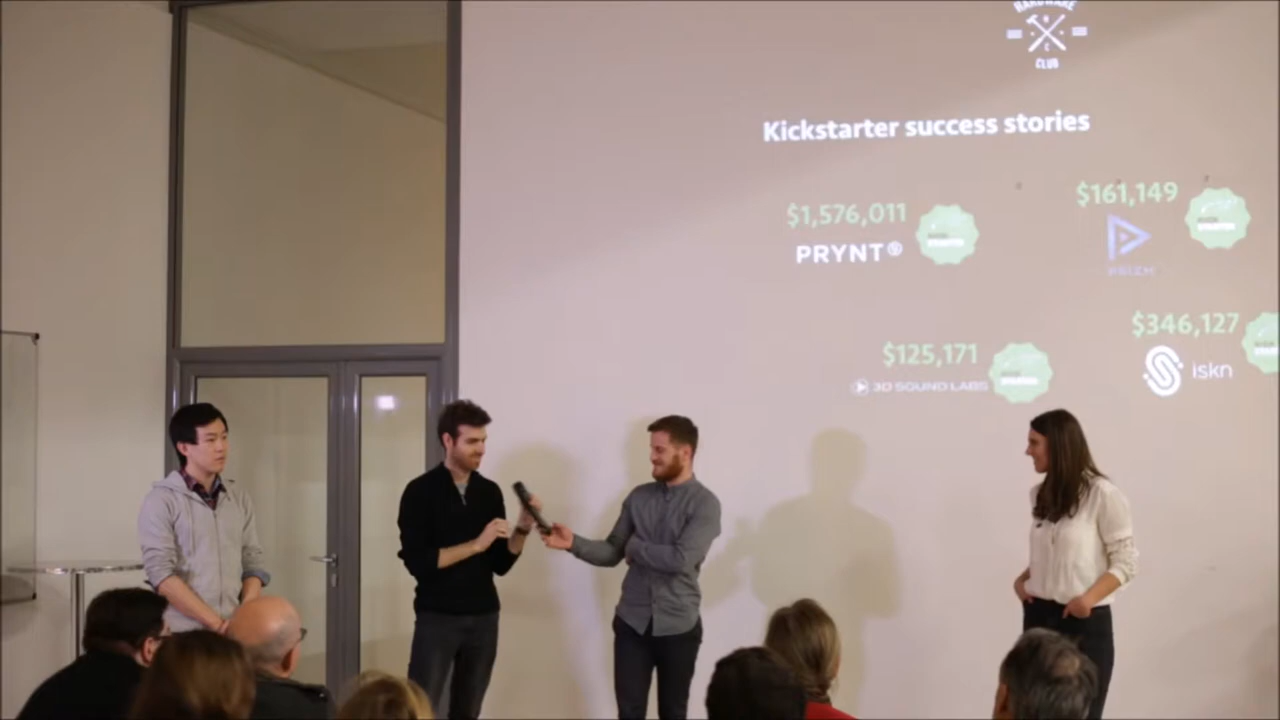 HARDWARE
CLUB
Kickstarter success stories
$1,576,011
PRYNT
$161,149
PRIZM
$125,171
3D SOUND LABS
$346,127
iskn